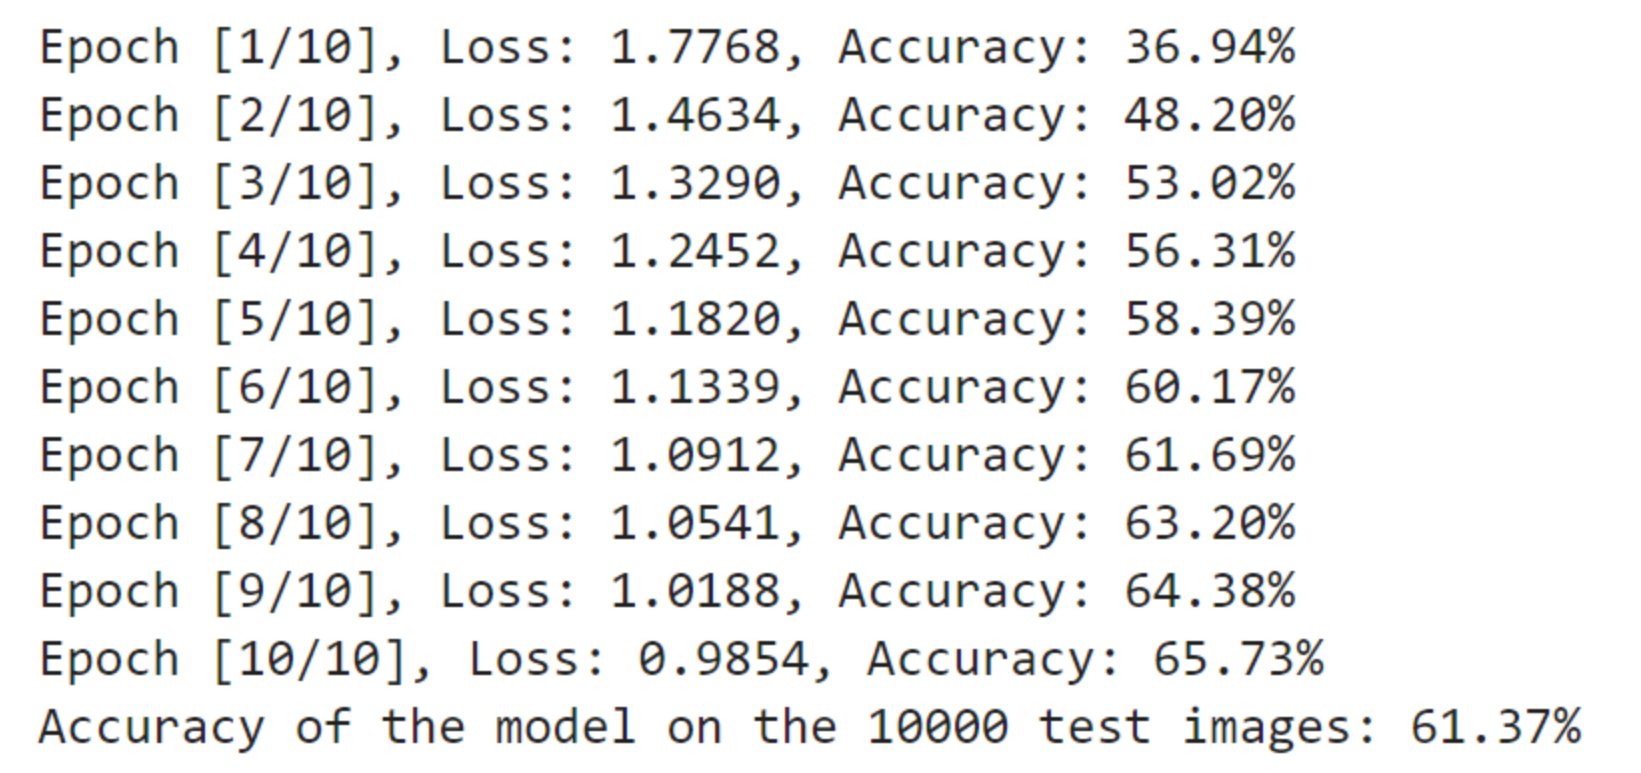 Epoch [1/10], Loss: 1.7768, Accuracy: 36.94%
Epoch [2/10], Loss: 1.4634, Accuracy: 48.20%
Epoch [3/10], Loss: 1.3290, Accuracy: 53.02%
Epoch [4/10], Loss: 1.2452, Accuracy: 56.31%
Epoch [5/10], Loss: 1.1820, Accuracy: 58.39%
Epoch [6/10], Loss: 1.1339, Accuracy: 60.17%
Epoch [7/10], Loss: 1.0912, Accuracy: 61.69%
Epoch [8/10], Loss: 1.0541, Accuracy: 63.20%
Epoch [9/10], Loss: 1.0188, Accuracy: 64.38%
Epoch [10/10], Loss: 0.9854, Accuracy: 65.73%
Accuracy of the model on the 10000 test images: 61.37%